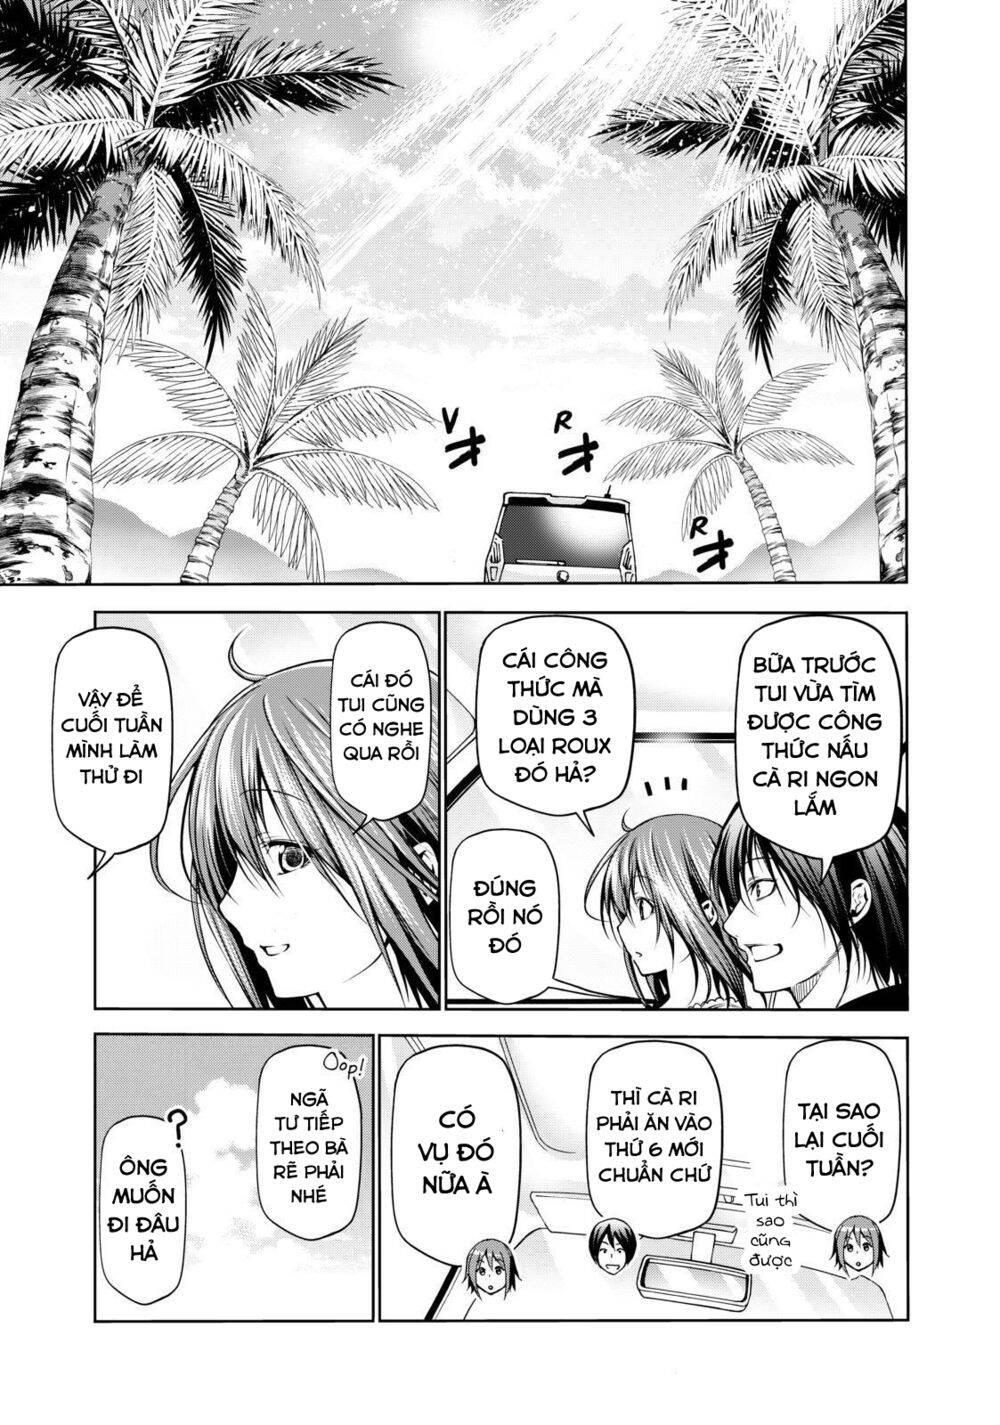 V
R
R
BỮA TRƯỚC
TUI VỪA TÌM
ĐƯỢC CÔNG
THỨC NẤU
CÀ RI NGON
LẮM
CÁI CÔNG
THỨC MÀ
DÙNG 3
LOẠI ROUX
ĐÓ HẢ?
ĐÚNG
RỒI NÓ
ĐÓ
CÁI ĐÓ
TUI CŨNG
CÓ NGHE
QUA RỒI
VẬY ĐỂ
CUỐI TUẦN
MÌNH LÀM
THỬ ĐI
TẠI SAO
LẠI CUỐI
TUẦN?
Tui thì
sao
cũng
được
THÌ CÀ RI
PHẢI ĂN VÀO
THỨ 6 MỚI
CHUẨN CHỨ
CÓ
VỤ ĐÓ
NỮA À
Oòp!
NGÃ
TƯ TIẾP
THEO BÀ
RẼ PHẢI
NHÉ
?
ÔNG
MUỐN
ĐI ĐÂU
HẢ